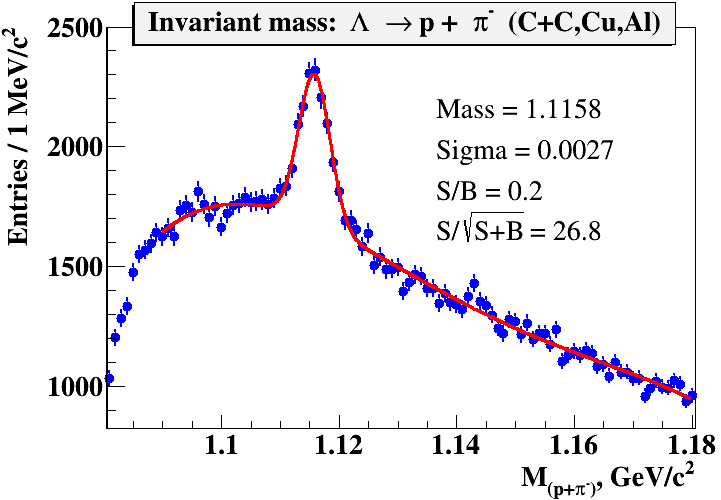 Invariant mass: Λ → p + π⁻ (C+C,Cu,Al)
Entries / 1 MeV/c²
2500
2000
1500
1000
Mass = 1.1158
Sigma = 0.0027
S/B = 0.2
S/√S+B = 26.8
1.1 1.12 1.14 1.16 1.18
M(p+π⁻), GeV/c²